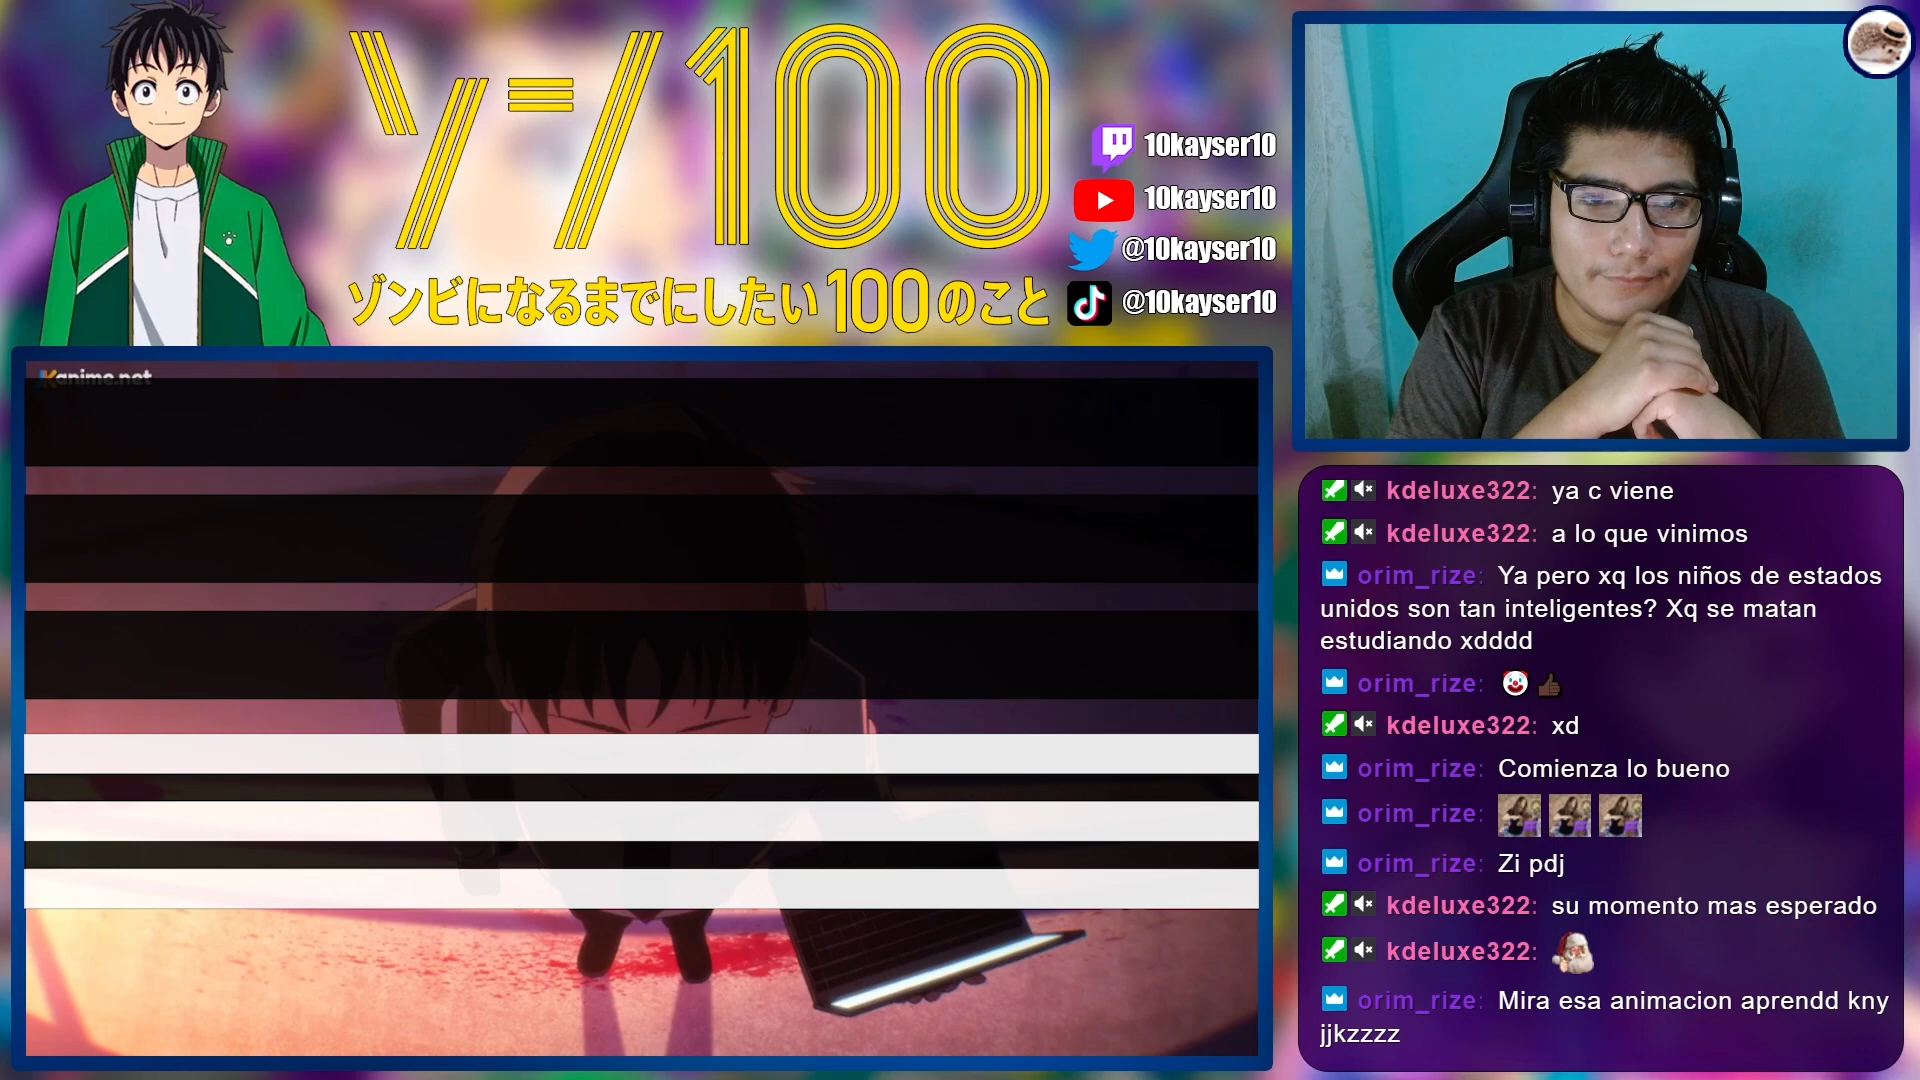 ゾン100
ゾンビになるまでにしたい100のこと
10kayser10
10kayser10
@10kayser10
@10kayser10
kanime.net
kdeluxe322: ya c viene
kdeluxe322: a lo que vinimos
orim_rize: Ya pero xq los niños de estados
unidos son tan inteligentes? Xq se matan
estudiando xdddd
orim_rize: 🤡👍🏿
kdeluxe322: xd
orim_rize: Comienza lo bueno
orim_rize:
orim_rize: Zi pdj
kdeluxe322: su momento mas esperado
kdeluxe322:
orim_rize: Mira esa animacion aprendd kny
jjkzzzz